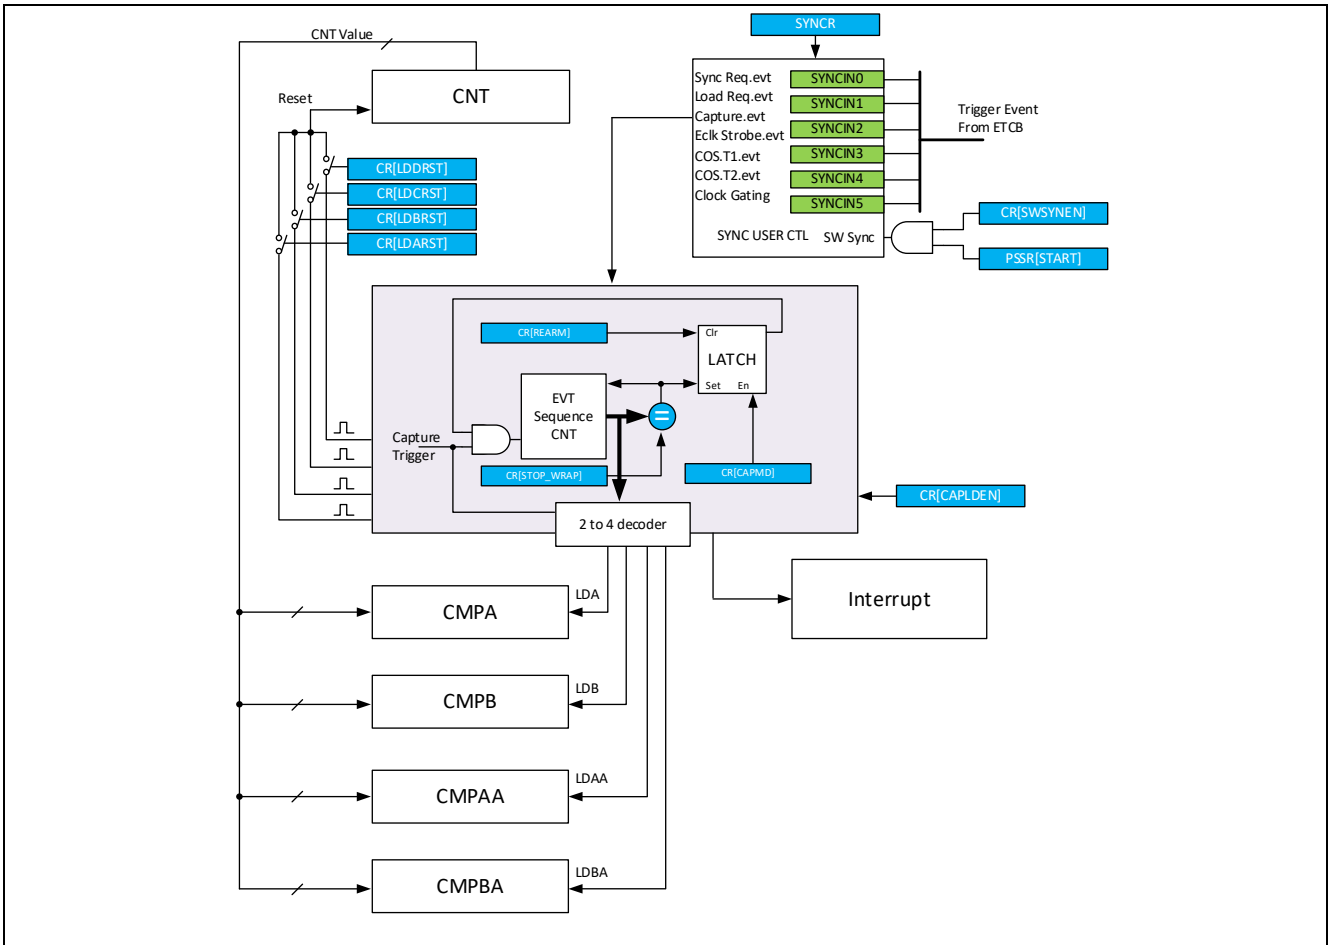 SYNCR
CNT Value
CNT
Reset
CR[LDDRST]
CR[LDCRST]
CR[LDBRST]
CR[LDARST]
Sync Req.evt
Load Req.evt
Capture.evt
Eclk Strobe.evt
COS.T1.evt
COS.T2.evt
Clock Gating
SYNCIN0
SYNCIN1
SYNCIN2
SYNCIN3
SYNCIN4
SYNCIN5
SYNC USER CTL
SW Sync
Trigger Event
From ETCB
CR[SWSYNEN]
PSSR[START]
CR[REARM]
Clr
LATCH
Set
En
EVT
Sequence
CNT
=
Capture
Trigger
CR[STOP_WRAP]
CR[CAPMD]
CR[CAPLDEN]
2 to 4 decoder
Interrupt
LDA
CMPA
LDB
CMPB
LDAA
CMPAA
LDBA
CMPBA